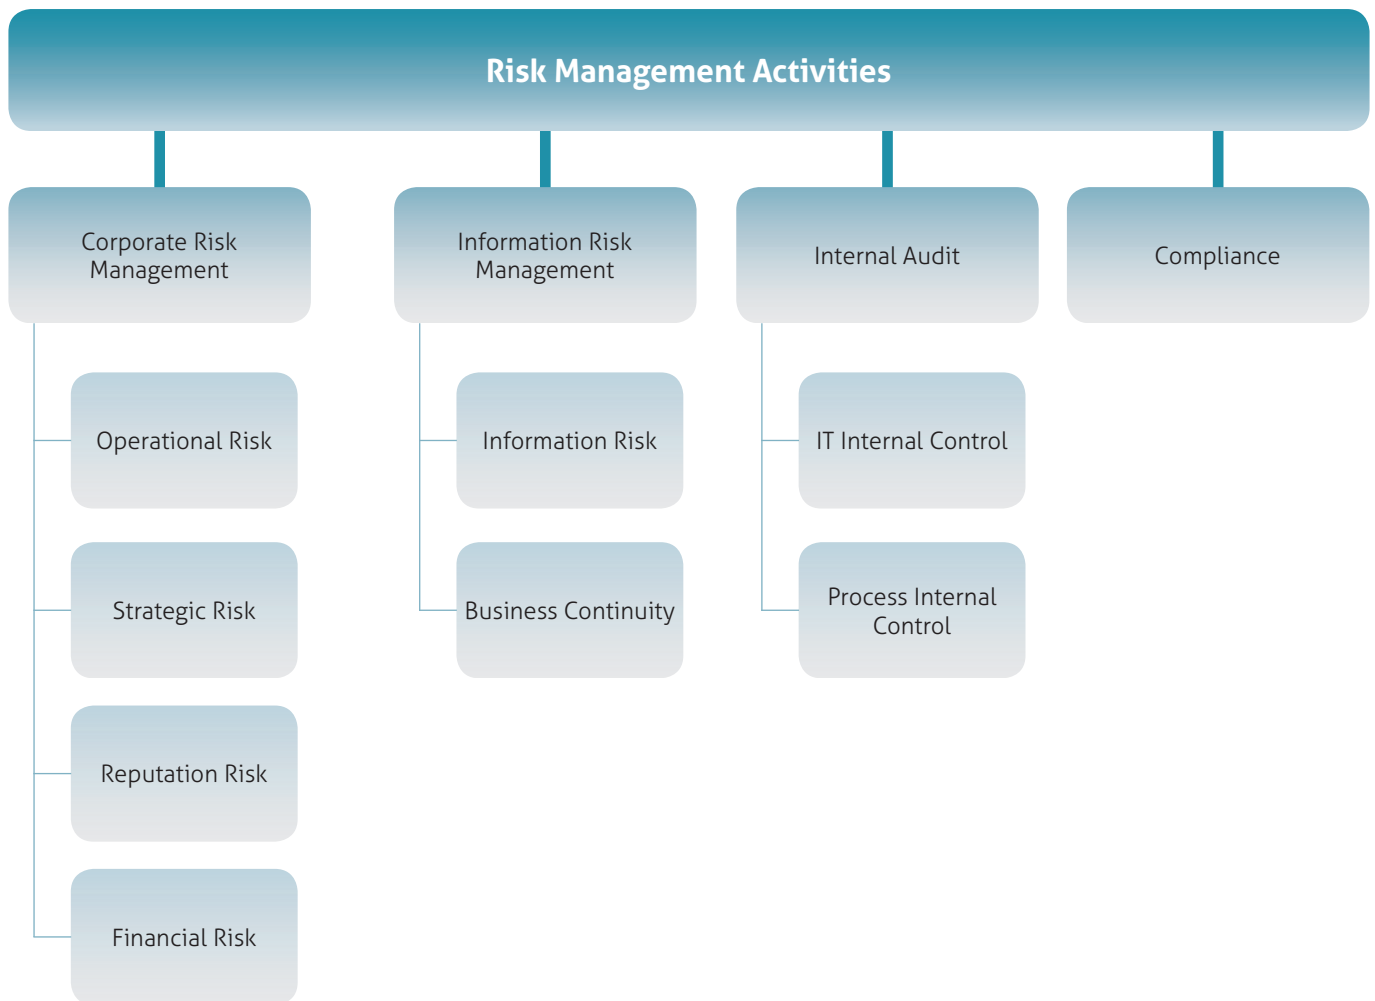 Risk Management Activities
Corporate Risk
Management
Information Risk
Management
Internal Audit
Compliance
Operational Risk
Information Risk
IT Internal Control
Strategic Risk
Business Continuity
Process Internal
Control
Reputation Risk
Financial Risk